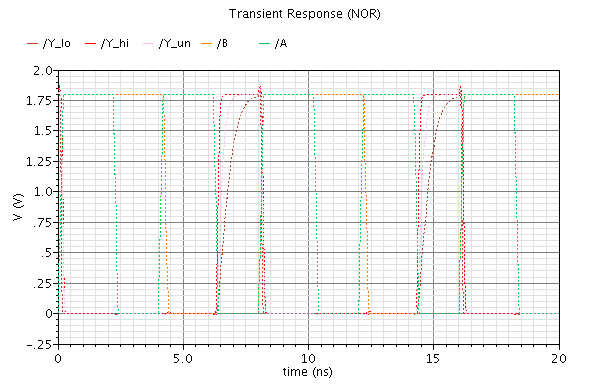 Transient Response (NOR)
/Y_lo /Y_hi /Y_un /B /A
2.0
1.75
1.5
1.25
1.0
.75
.5
.25
0
-.25
V (V)
0 5.0 10 15 20
time (ns)